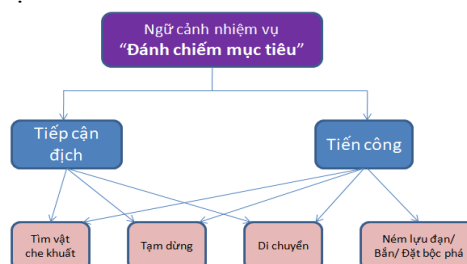 Ngữ cảnh nhiệm vụ
“Đánh chiếm mục tiêu”
Tiếp cận
địch
Tiến công
Tìm vật
che khuất
Tạm dừng
Di chuyển
Ném lựu đạn/
Bắn/ Đặt bộc phá